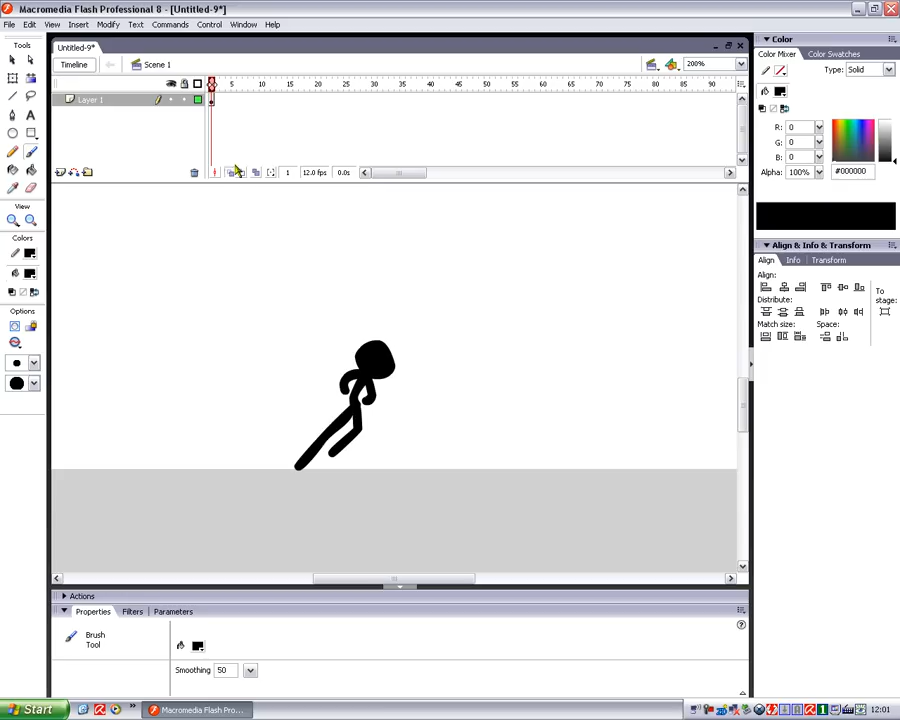 Macromedia Flash Professional 8 - [Untitled-9*]
File Edit View Insert Modify Text Commands Control Window Help
Tools
Untitled-9*
Timeline
Scene 1
200%
5 10 15 20 25 30 35 40 45 50 55 60 65 70 75 80 85 90
Layer 1
1 12.0 fps 0.0s
View
Colors
Options
Color
Color Mixer Color Swatches
Type: Solid
R: 0
G: 0
B: 0
Alpha: 100% #000000
Align & Info & Transform
Align Info Transform
Align:
Distribute:
Match size: Space:
To stage:
Actions
Properties Filters Parameters
Brush
Tool
Smoothing 50
Start
Macromedia Flash Pro...
12:01